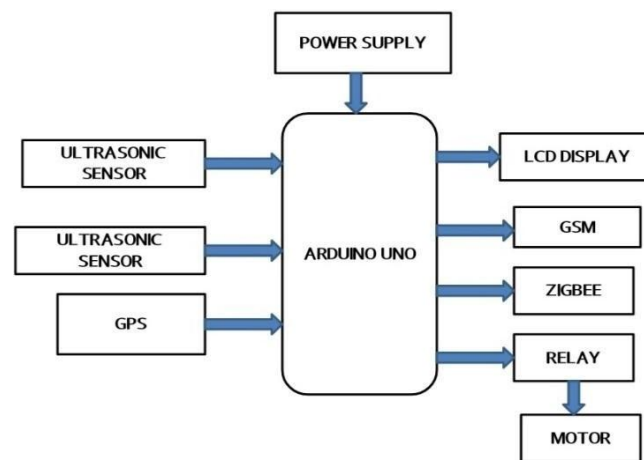 POWER SUPPLY
ULTRASONIC
SENSOR
ULTRASONIC
SENSOR
GPS
ARDUINO UNO
LCD DISPLAY
GSM
ZIGBEE
RELAY
MOTOR